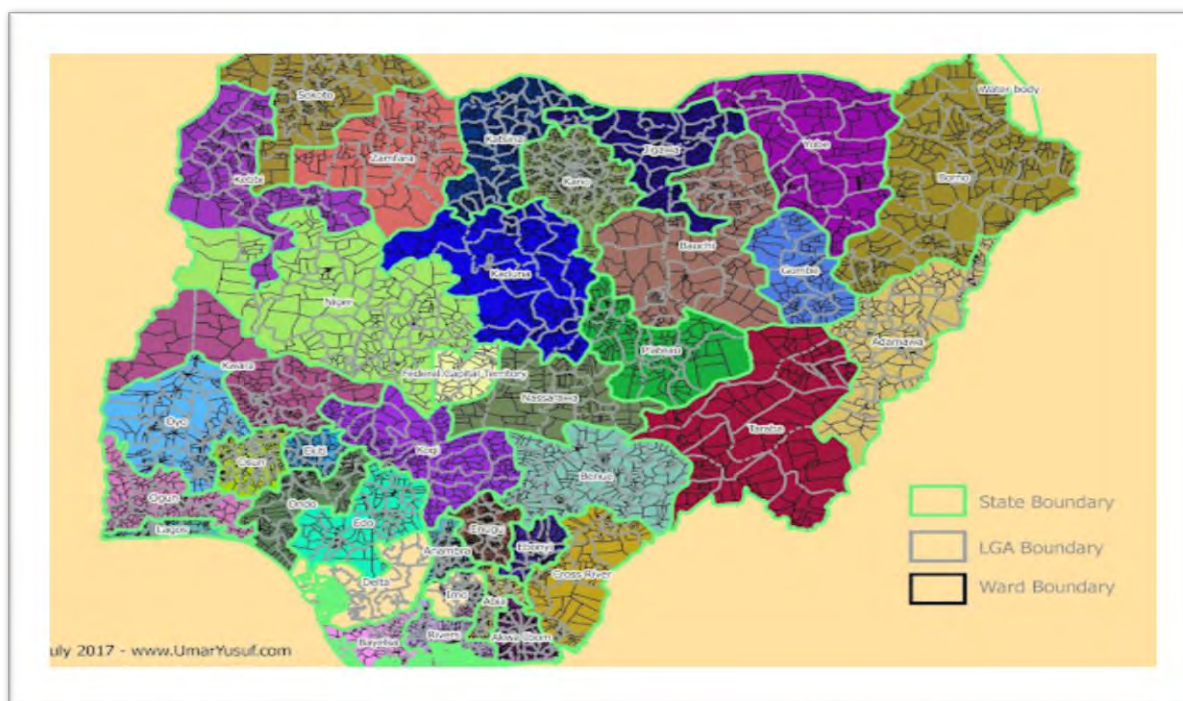 Sokoto
Water body
Katsina
Jigawa
Yobe
Zamfara
Kebbi
Kano
Borno
Bauchi
Gombe
Kaduna
Niger
Adamawa
Plateau
Kwara
Federal Capital Territory
Nassarawa
Oyo
Taraba
Kogi
Ekiti
Osun
Benue
Ogun
Ondo
State Boundary
Edo
Lagos
Enugu
Anambra
Ebonyi
LGA Boundary
Cross River
Delta
Imo
Abia
Ward Boundary
Rivers
Akwa Ibom
Bayelsa
uly 2017 - www.UmarYusuf.com